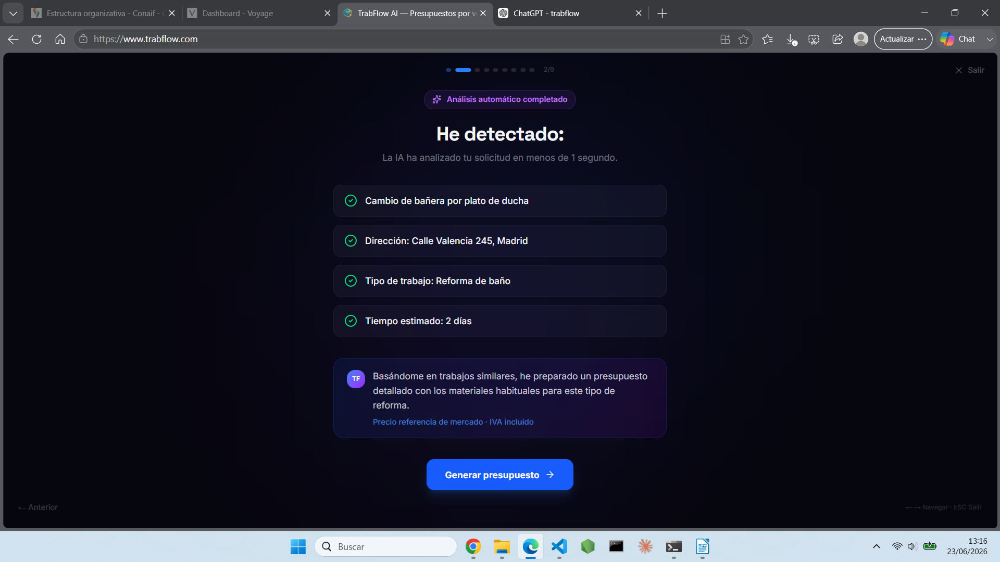 Estructura organizativa - Conaif -
Dashboard - Voyage
TrabFlow AI — Presupuestos por v
ChatGPT - trabflow
https://www.trabflow.com
Actualizar
Chat
2/9
Salir
Análisis automático completado
He detectado:
La IA ha analizado tu solicitud en menos de 1 segundo.
Cambio de bañera por plato de ducha
Dirección: Calle Valencia 245, Madrid
Tipo de trabajo: Reforma de baño
Tiempo estimado: 2 días
TF
Basándome en trabajos similares, he preparado un presupuesto
detallado con los materiales habituales para este tipo de
reforma.
Precio referencia de mercado · IVA incluido
Generar presupuesto →
← Anterior
←→ Navegar · ESC Salir
Buscar
13:16
23/06/2026